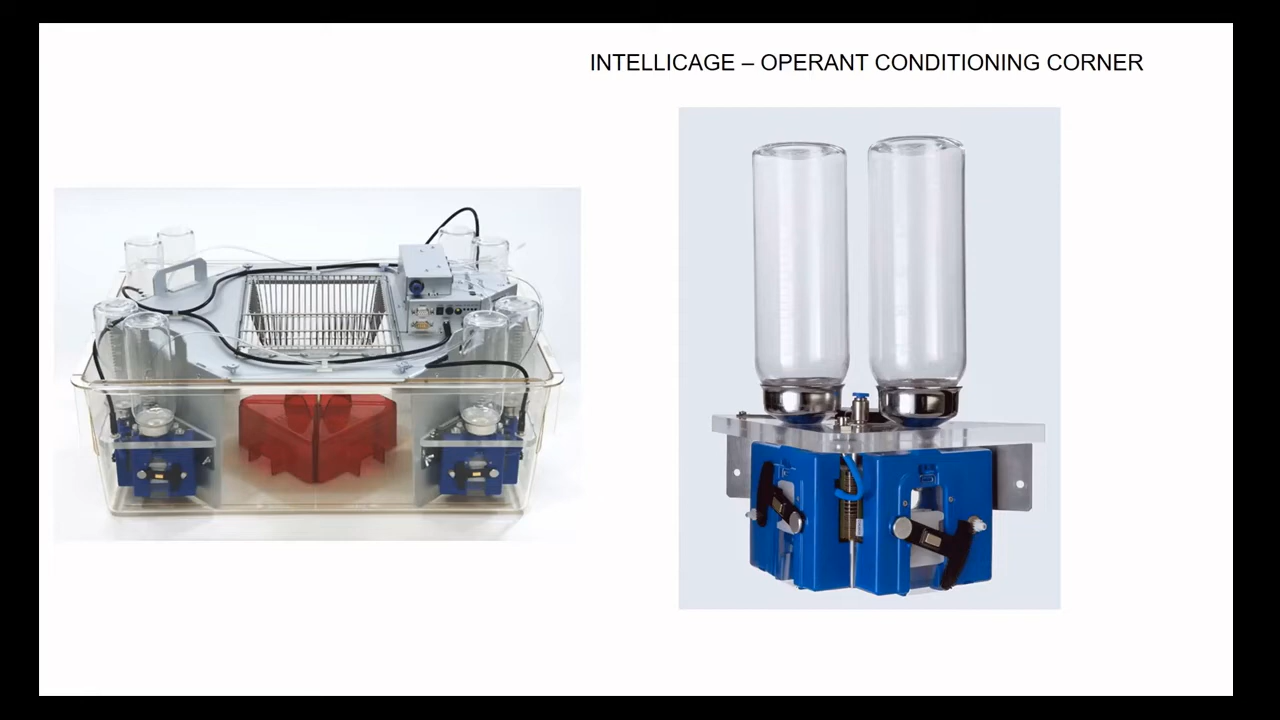 INTELLICAGE – OPERANT CONDITIONING CORNER